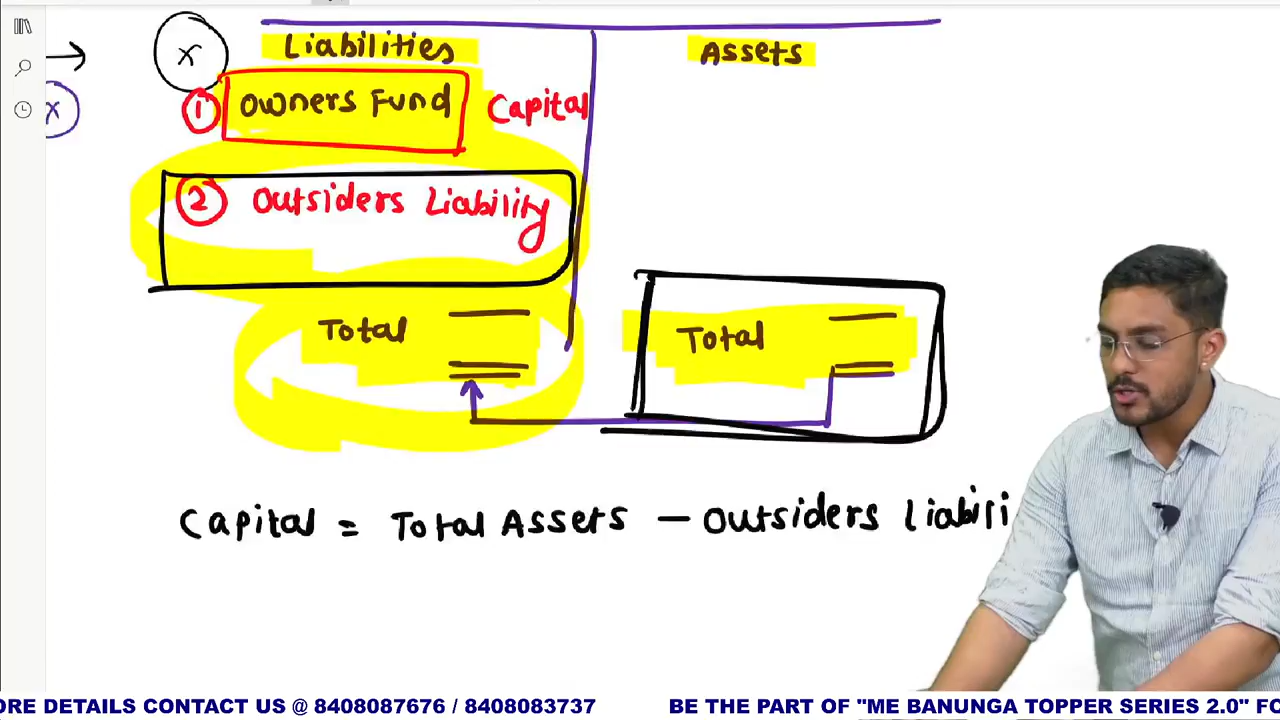 x
Liabilities
Assets
x
1 Owners Fund Capital
2 Outsiders Liability
Total
Total
Capital = Total Assets - Outsiders Liabili
ORE DETAILS CONTACT US @ 8408087676 / 8408083737 BE THE PART OF "ME BANUNGA TOPPER SERIES 2.0" FO